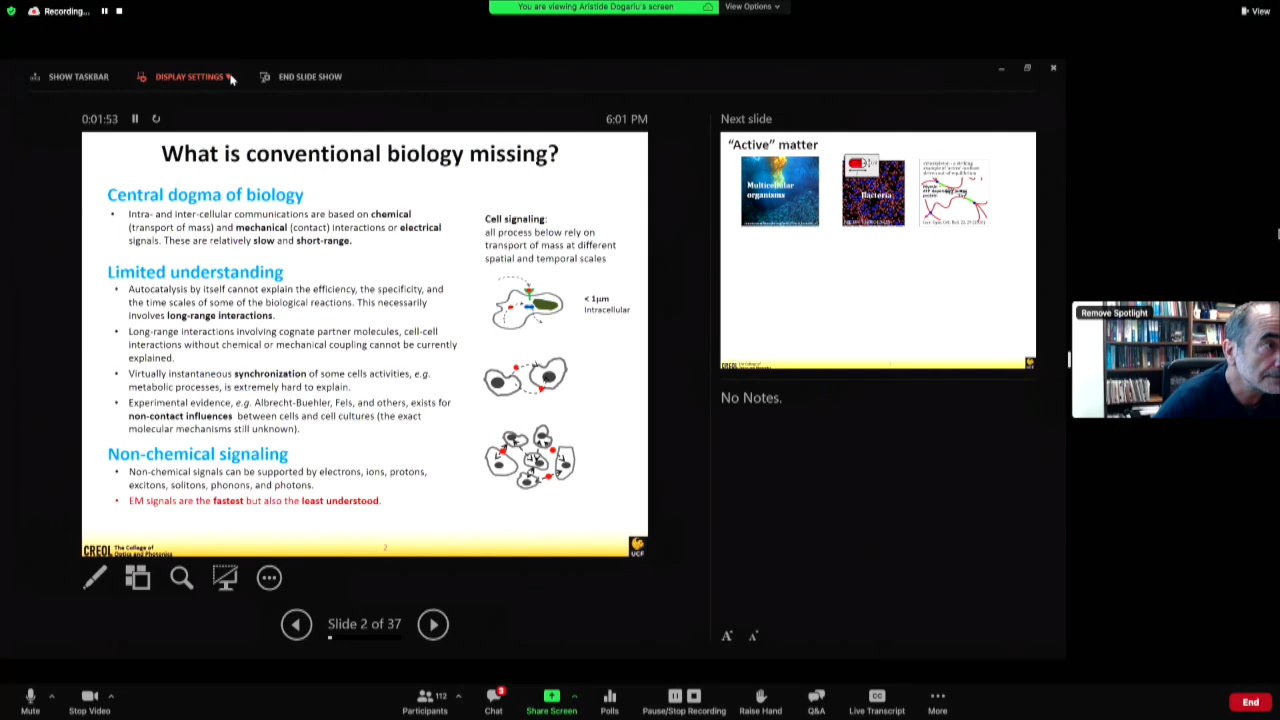 Recording...
You are viewing Aristide Dogariu's screen
View Options
View
SHOW TASKBAR
DISPLAY SETTINGS
END SLIDE SHOW
0:01:53
6:01 PM
What is conventional biology missing?
Central dogma of biology
• Intra- and inter-cellular communications are based on chemical
(transport of mass) and mechanical (contact) interactions or electrical
signals. These are relatively slow and short-range.
Limited understanding
• Autocatalysis by itself cannot explain the efficiency, the specificity, and
the time scales of some of the biological reactions. This necessarily
involves long-range interactions.
• Long-range interactions involving cognate partner molecules, cell-cell
interactions without chemical or mechanical coupling cannot be currently
explained.
• Virtually instantaneous synchronization of some cells activities, e.g.
metabolic processes, is extremely hard to explain.
• Experimental evidence, e.g. Albrecht-Buehler, Fels, and others, exists for
non-contact influences between cells and cell cultures (the exact
molecular mechanisms still unknown).
Non-chemical signaling
• Non-chemical signals can be supported by electrons, ions, protons,
excitons, solitons, phonons, and photons.
• EM signals are the fastest but also the least understood.
Cell signaling:
all process below rely on
transport of mass at different
spatial and temporal scales
< 1μm
Intracellular
CREOL The College of
Optics and Photonics
2
UCF
Slide 2 of 37
Next slide
"Active" matter
Multicellular
organisms
Bacteria
No Notes.
A A
Remove Spotlight
Mute
Stop Video
Participants
112
Chat
3
Share Screen
Polls
Pause/Stop Recording
Raise Hand
Q&A
CC
Live Transcript
More
End